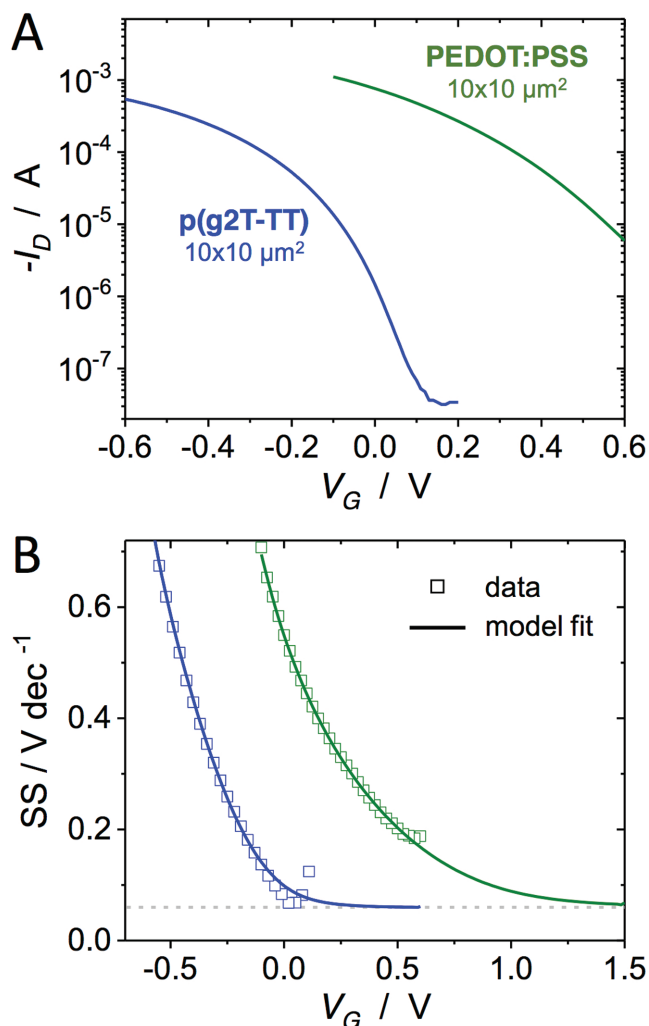 A
PEDOT:PSS
10x10 µm²
p(g2T-TT)
10x10 µm²
10⁻³
10⁻⁴
10⁻⁵
10⁻⁶
10⁻⁷
-I_D / A
-0.6 -0.4 -0.2 0.0 0.2 0.4 0.6
V_G / V
B
data
model fit
0.6
0.4
0.2
0.0
SS / V dec⁻¹
-0.5 0.0 0.5 1.0 1.5
V_G / V